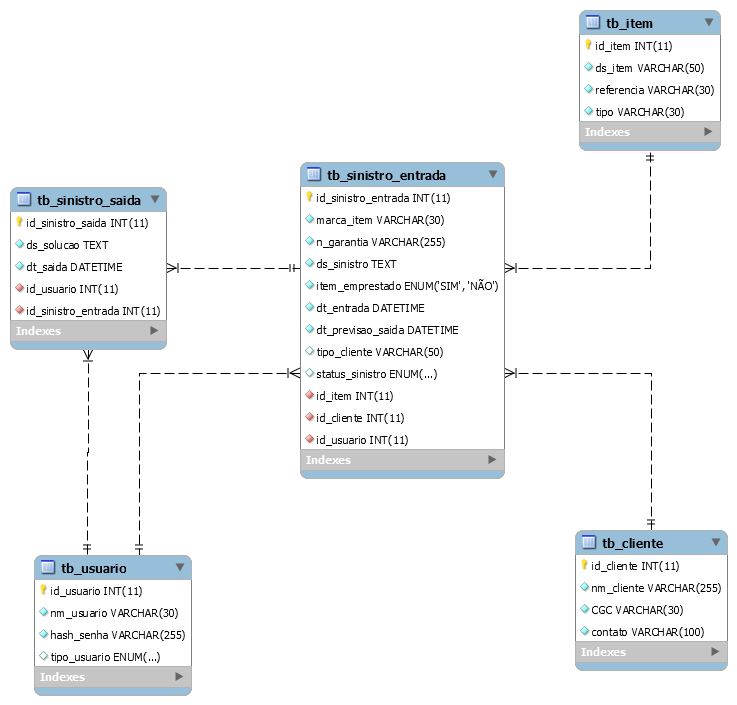 tb_item
id_item INT(11)
ds_item VARCHAR(50)
referencia VARCHAR(30)
tipo VARCHAR(30)
Indexes
tb_sinistro_entrada
id_sinistro_entrada INT(11)
marca_item VARCHAR(30)
n_garantia VARCHAR(255)
ds_sinistro TEXT
item_emprestado ENUM('SIM', 'NÃO')
dt_entrada DATETIME
dt_previsao_saida DATETIME
tipo_cliente VARCHAR(50)
status_sinistro ENUM(...)
id_item INT(11)
id_cliente INT(11)
id_usuario INT(11)
Indexes
tb_sinistro_saida
id_sinistro_saida INT(11)
ds_solucao TEXT
dt_saida DATETIME
id_usuario INT(11)
id_sinistro_entrada INT(11)
Indexes
tb_usuario
id_usuario INT(11)
nm_usuario VARCHAR(30)
hash_senha VARCHAR(255)
tipo_usuario ENUM(...)
Indexes
tb_cliente
id_cliente INT(11)
nm_cliente VARCHAR(255)
CGC VARCHAR(30)
contato VARCHAR(100)
Indexes